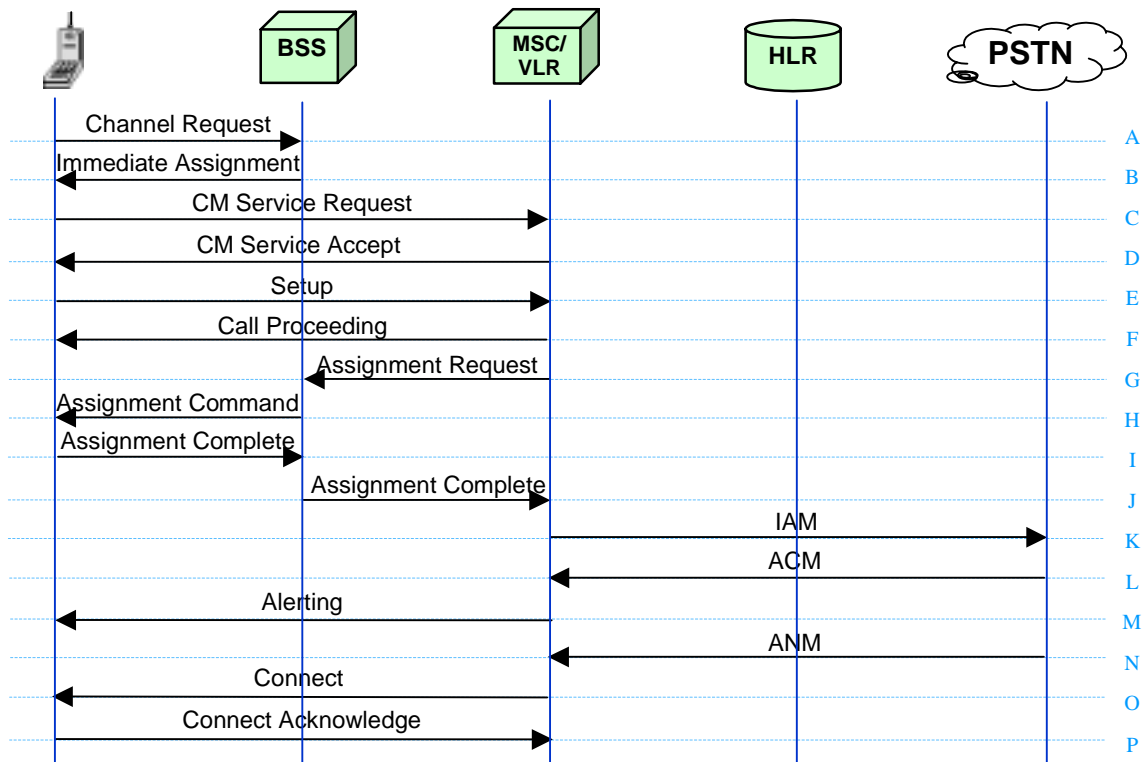 BSS
MSC/
VLR
HLR
PSTN
Channel Request
A
Immediate Assignment
B
CM Service Request
C
CM Service Accept
D
Setup
E
Call Proceeding
F
Assignment Request
G
Assignment Command
H
Assignment Complete
I
Assignment Complete
J
IAM
K
ACM
L
Alerting
M
ANM
N
Connect
O
Connect Acknowledge
P